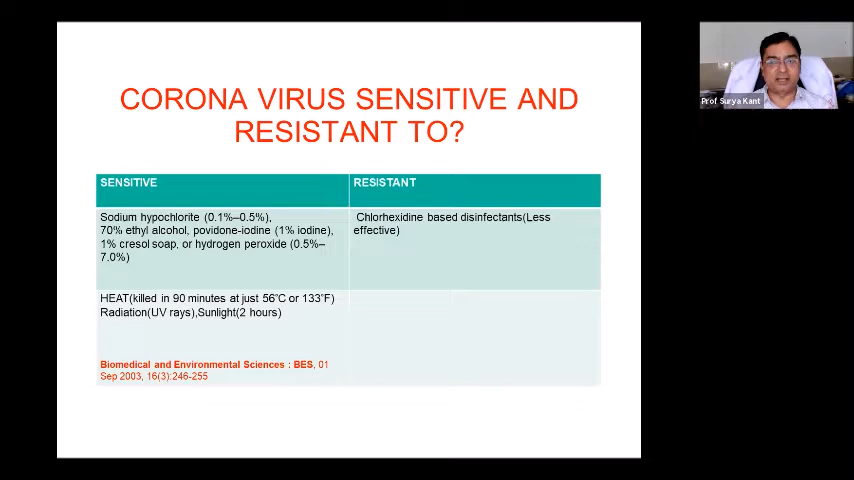 CORONA VIRUS SENSITIVE AND
RESISTANT TO?
SENSITIVE
RESISTANT
Sodium hypochlorite (0.1%–0.5%),
70% ethyl alcohol, povidone-iodine (1% iodine),
1% cresol soap, or hydrogen peroxide (0.5%–
7.0%)
Chlorhexidine based disinfectants(Less
effective)
HEAT(killed in 90 minutes at just 56°C or 133°F)
Radiation(UV rays),Sunlight(2 hours)
Biomedical and Environmental Sciences : BES, 01
Sep 2003, 16(3):246-255
Prof Surya Kant